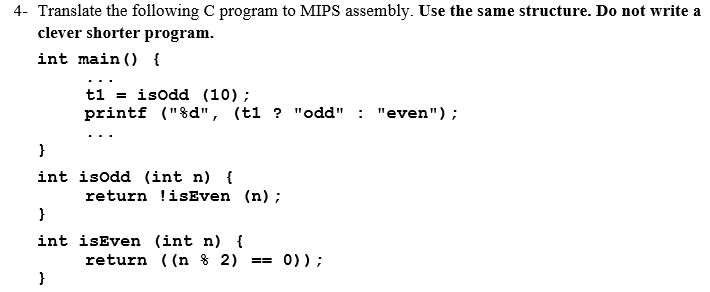 4- Translate the following C program to MIPS assembly. Use the same structure. Do not write a
clever shorter program.
int main() {
...
t1 = isOdd (10);
printf ("%d", (t1 ? "odd" : "even");
...
}
int isOdd (int n) {
return !isEven (n);
}
int isEven (int n) {
return ((n % 2) == 0));
}